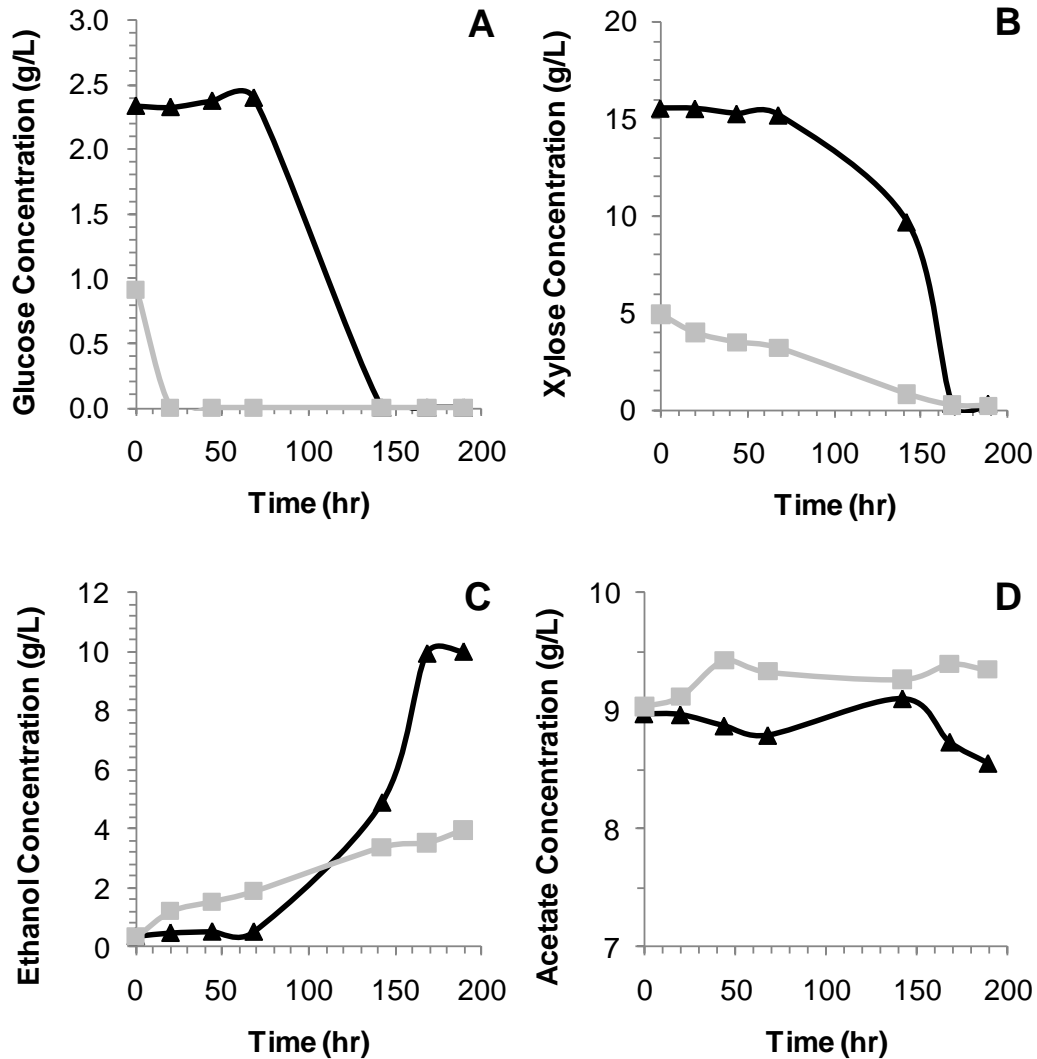 A
Glucose Concentration (g/L)
3.0
2.5
2.0
1.5
1.0
0.5
0.0
0 50 100 150 200
Time (hr)
B
Xylose Concentration (g/L)
20
15
10
5
0
0 50 100 150 200
Time (hr)
C
Ethanol Concentration (g/L)
12
10
8
6
4
2
0
0 50 100 150 200
Time (hr)
D
Acetate Concentration (g/L)
10
9
8
7
0 50 100 150 200
Time (hr)